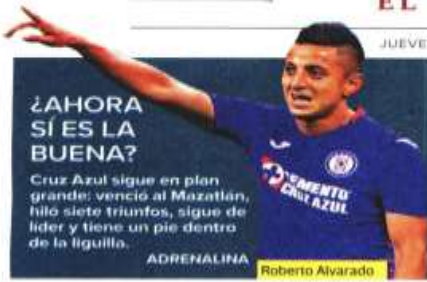 EL
JUEVE
¿AHORA
SÍ ES LA
BUENA?
Cruz Azul sigue en plan
grande: venció al Mazatlán,
hiló siete triunfos, sigue de
líder y tiene un pie dentro
de la liguilla.
ADRENALINA
CEMENTO
CRUZ AZUL
Roberto Alvarado